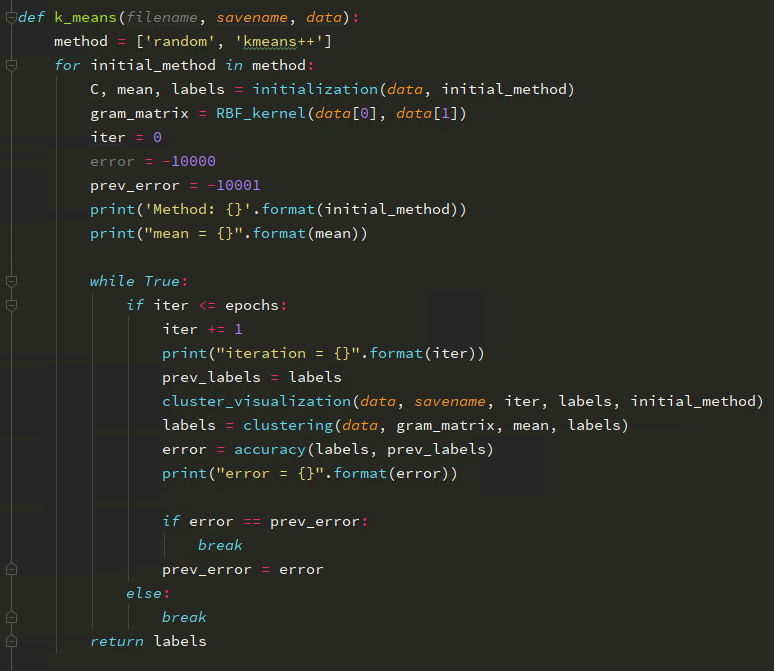 def k_means(filename, savename, data):
    method = ['random', 'kmeans++']
    for initial_method in method:
        C, mean, labels = initialization(data, initial_method)
        gram_matrix = RBF_kernel(data[0], data[1])
        iter = 0
        error = -10000
        prev_error = -10001
        print('Method: {}'.format(initial_method))
        print("mean = {}".format(mean))

        while True:
            if iter <= epochs:
                iter += 1
                print("iteration = {}".format(iter))
                prev_labels = labels
                cluster_visualization(data, savename, iter, labels, initial_method)
                labels = clustering(data, gram_matrix, mean, labels)
                error = accuracy(labels, prev_labels)
                print("error = {}".format(error))

                if error == prev_error:
                    break
                prev_error = error
            else:
                break
        return labels